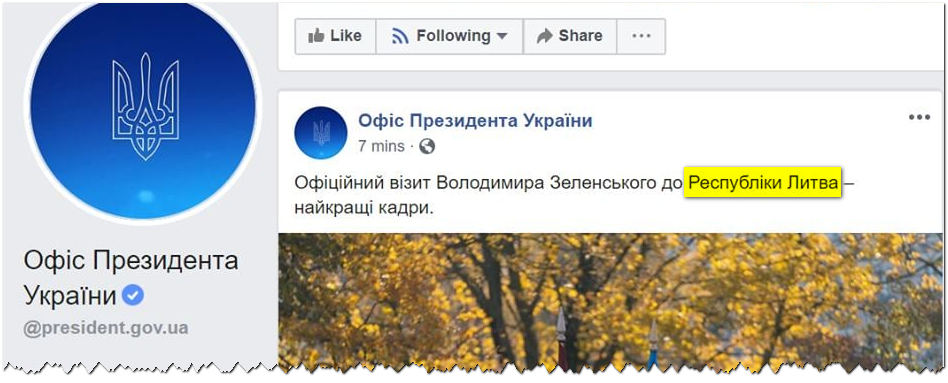 Like
Following
Share
Офіс Президента України
7 mins ·
Офіційний візит Володимира Зеленського до Республіки Литва –
найкращі кадри.
Офіс Президента
України
@president.gov.ua